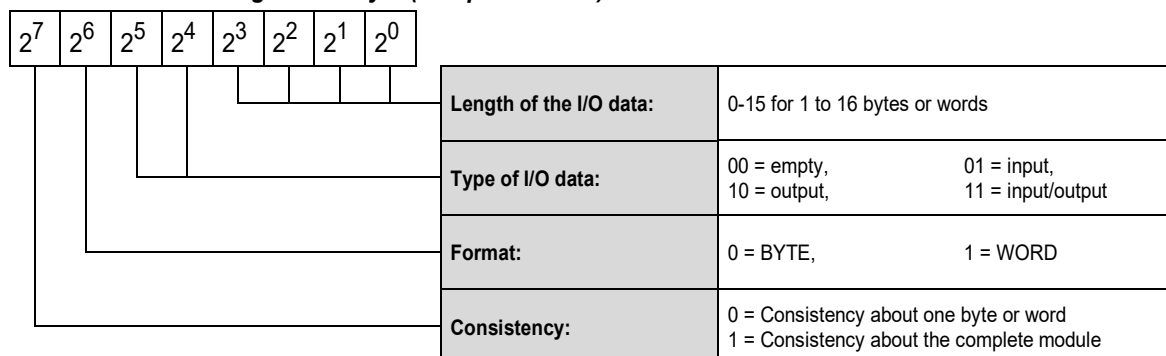 2⁷ 2⁶ 2⁵ 2⁴ 2³ 2² 2¹ 2⁰
Length of the I/O data: 0-15 for 1 to 16 bytes or words
Type of I/O data: 00 = empty, 01 = input,
10 = output, 11 = input/output
Format: 0 = BYTE, 1 = WORD
Consistency: 0 = Consistency about one byte or word
1 = Consistency about the complete module